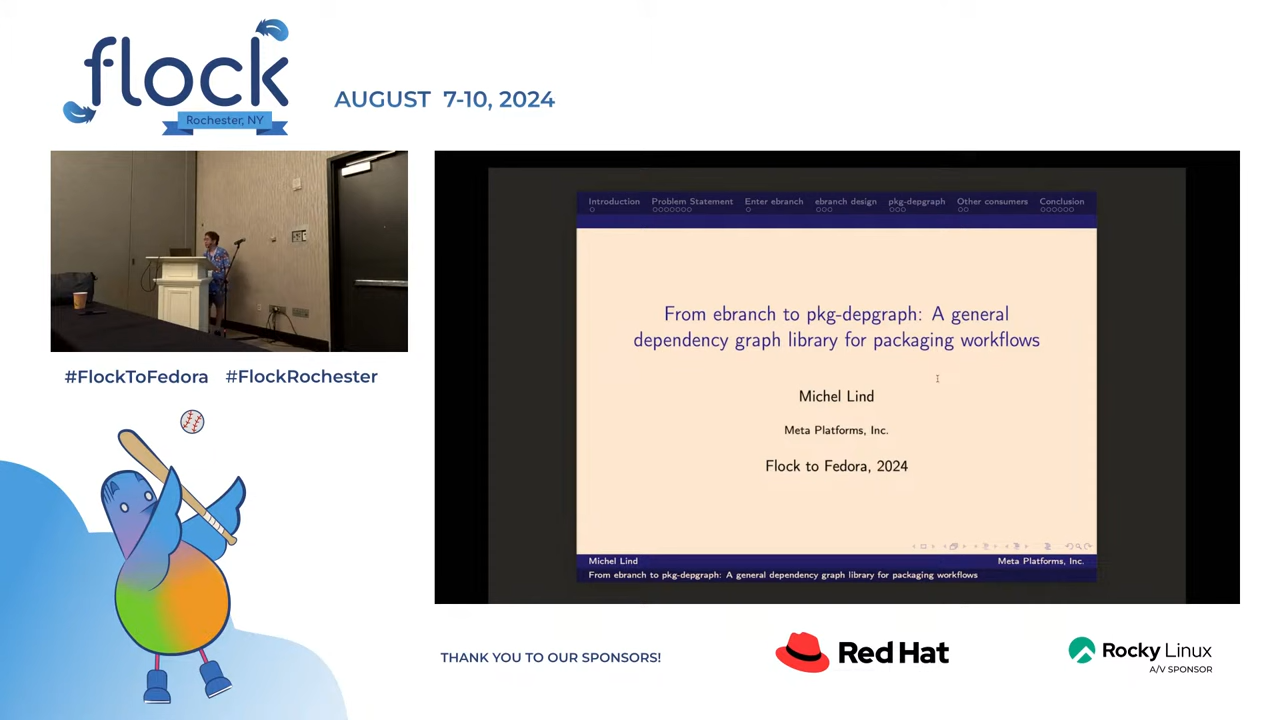 flock
Rochester, NY
AUGUST 7-10, 2024
Introduction Problem Statement Enter ebranch ebranch design pkg-depgraph Other consumers Conclusion
From ebranch to pkg-depgraph: A general
dependency graph library for packaging workflows
Michel Lind
Meta Platforms, Inc.
Flock to Fedora, 2024
Michel Lind Meta Platforms, Inc.
From ebranch to pkg-depgraph: A general dependency graph library for packaging workflows
#FlockToFedora #FlockRochester
THANK YOU TO OUR SPONSORS!
Red Hat
Rocky Linux
A/V SPONSOR